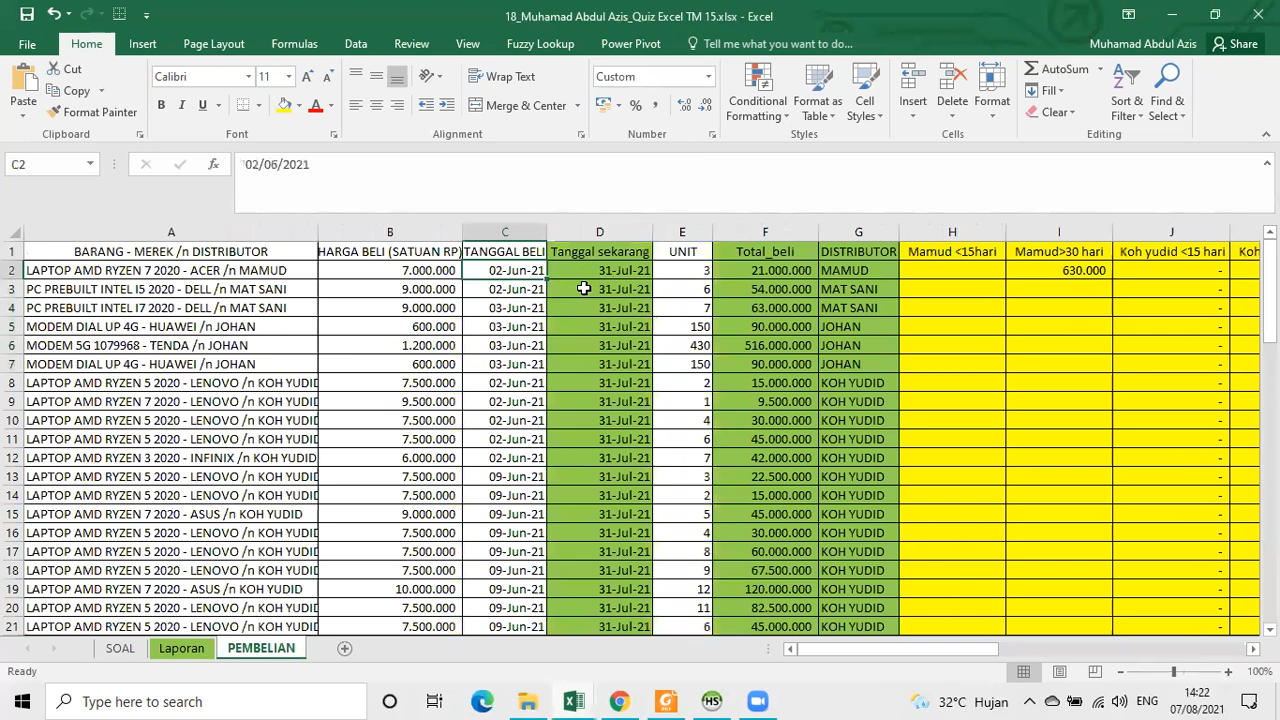 18_Muhamad Abdul Azis_Quiz Excel TM 15.xlsx - Excel
File Home Insert Page Layout Formulas Data Review View Fuzzy Lookup Power Pivot Tell me what you want to do... Muhamad Abdul Azis Share
Paste Cut Copy Format Painter Clipboard
Calibri 11 B I U A Font
Wrap Text Merge & Center Alignment
Custom % , Number
Conditional Formatting Format as Table Cell Styles Styles
Insert Delete Format Cells
AutoSum Fill Clear Sort & Filter Find & Select Editing
C2 fx '02/06/2021
A B C D E F G H I J
1 BARANG - MEREK /n DISTRIBUTOR HARGA BELI (SATUAN RP) TANGGAL BELI Tanggal sekarang UNIT Total_beli DISTRIBUTOR Mamud <15hari Mamud>30 hari Koh yudid <15 hari
2 LAPTOP AMD RYZEN 7 2020 - ACER /n MAMUD 7.000.000 02-Jun-21 31-Jul-21 3 21.000.000 MAMUD 630.000 -
3 PC PREBUILT INTEL I5 2020 - DELL /n MAT SANI 9.000.000 02-Jun-21 31-Jul-21 6 54.000.000 MAT SANI -
4 PC PREBUILT INTEL I7 2020 - DELL /n MAT SANI 9.000.000 03-Jun-21 31-Jul-21 7 63.000.000 MAT SANI -
5 MODEM DIAL UP 4G - HUAWEI /n JOHAN 600.000 03-Jun-21 31-Jul-21 150 90.000.000 JOHAN -
6 MODEM 5G 1079968 - TENDA /n JOHAN 1.200.000 03-Jun-21 31-Jul-21 430 516.000.000 JOHAN -
7 MODEM DIAL UP 4G - HUAWEI /n JOHAN 600.000 03-Jun-21 31-Jul-21 150 90.000.000 JOHAN -
8 LAPTOP AMD RYZEN 5 2020 - LENOVO /n KOH YUDID 7.500.000 02-Jun-21 31-Jul-21 2 15.000.000 KOH YUDID -
9 LAPTOP AMD RYZEN 7 2020 - LENOVO /n KOH YUDID 9.500.000 02-Jun-21 31-Jul-21 1 9.500.000 KOH YUDID -
10 LAPTOP AMD RYZEN 5 2020 - LENOVO /n KOH YUDID 7.500.000 02-Jun-21 31-Jul-21 4 30.000.000 KOH YUDID -
11 LAPTOP AMD RYZEN 5 2020 - LENOVO /n KOH YUDID 7.500.000 02-Jun-21 31-Jul-21 6 45.000.000 KOH YUDID -
12 LAPTOP AMD RYZEN 3 2020 - INFINIX /n KOH YUDID 6.000.000 02-Jun-21 31-Jul-21 7 42.000.000 KOH YUDID -
13 LAPTOP AMD RYZEN 5 2020 - LENOVO /n KOH YUDID 7.500.000 09-Jun-21 31-Jul-21 3 22.500.000 KOH YUDID -
14 LAPTOP AMD RYZEN 5 2020 - LENOVO /n KOH YUDID 7.500.000 09-Jun-21 31-Jul-21 2 15.000.000 KOH YUDID -
15 LAPTOP AMD RYZEN 7 2020 - ASUS /n KOH YUDID 9.000.000 09-Jun-21 31-Jul-21 5 45.000.000 KOH YUDID -
16 LAPTOP AMD RYZEN 5 2020 - LENOVO /n KOH YUDID 7.500.000 09-Jun-21 31-Jul-21 4 30.000.000 KOH YUDID -
17 LAPTOP AMD RYZEN 5 2020 - LENOVO /n KOH YUDID 7.500.000 09-Jun-21 31-Jul-21 8 60.000.000 KOH YUDID -
18 LAPTOP AMD RYZEN 5 2020 - LENOVO /n KOH YUDID 7.500.000 09-Jun-21 31-Jul-21 9 67.500.000 KOH YUDID -
19 LAPTOP AMD RYZEN 7 2020 - ASUS /n KOH YUDID 10.000.000 09-Jun-21 31-Jul-21 12 120.000.000 KOH YUDID -
20 LAPTOP AMD RYZEN 5 2020 - LENOVO /n KOH YUDID 7.500.000 09-Jun-21 31-Jul-21 11 82.500.000 KOH YUDID -
21 LAPTOP AMD RYZEN 5 2020 - LENOVO /n KOH YUDID 7.500.000 09-Jun-21 31-Jul-21 6 45.000.000 KOH YUDID -
SOAL Laporan PEMBELIAN
Ready 100%
Type here to search HS 32°C Hujan ENG 14:22 07/08/2021